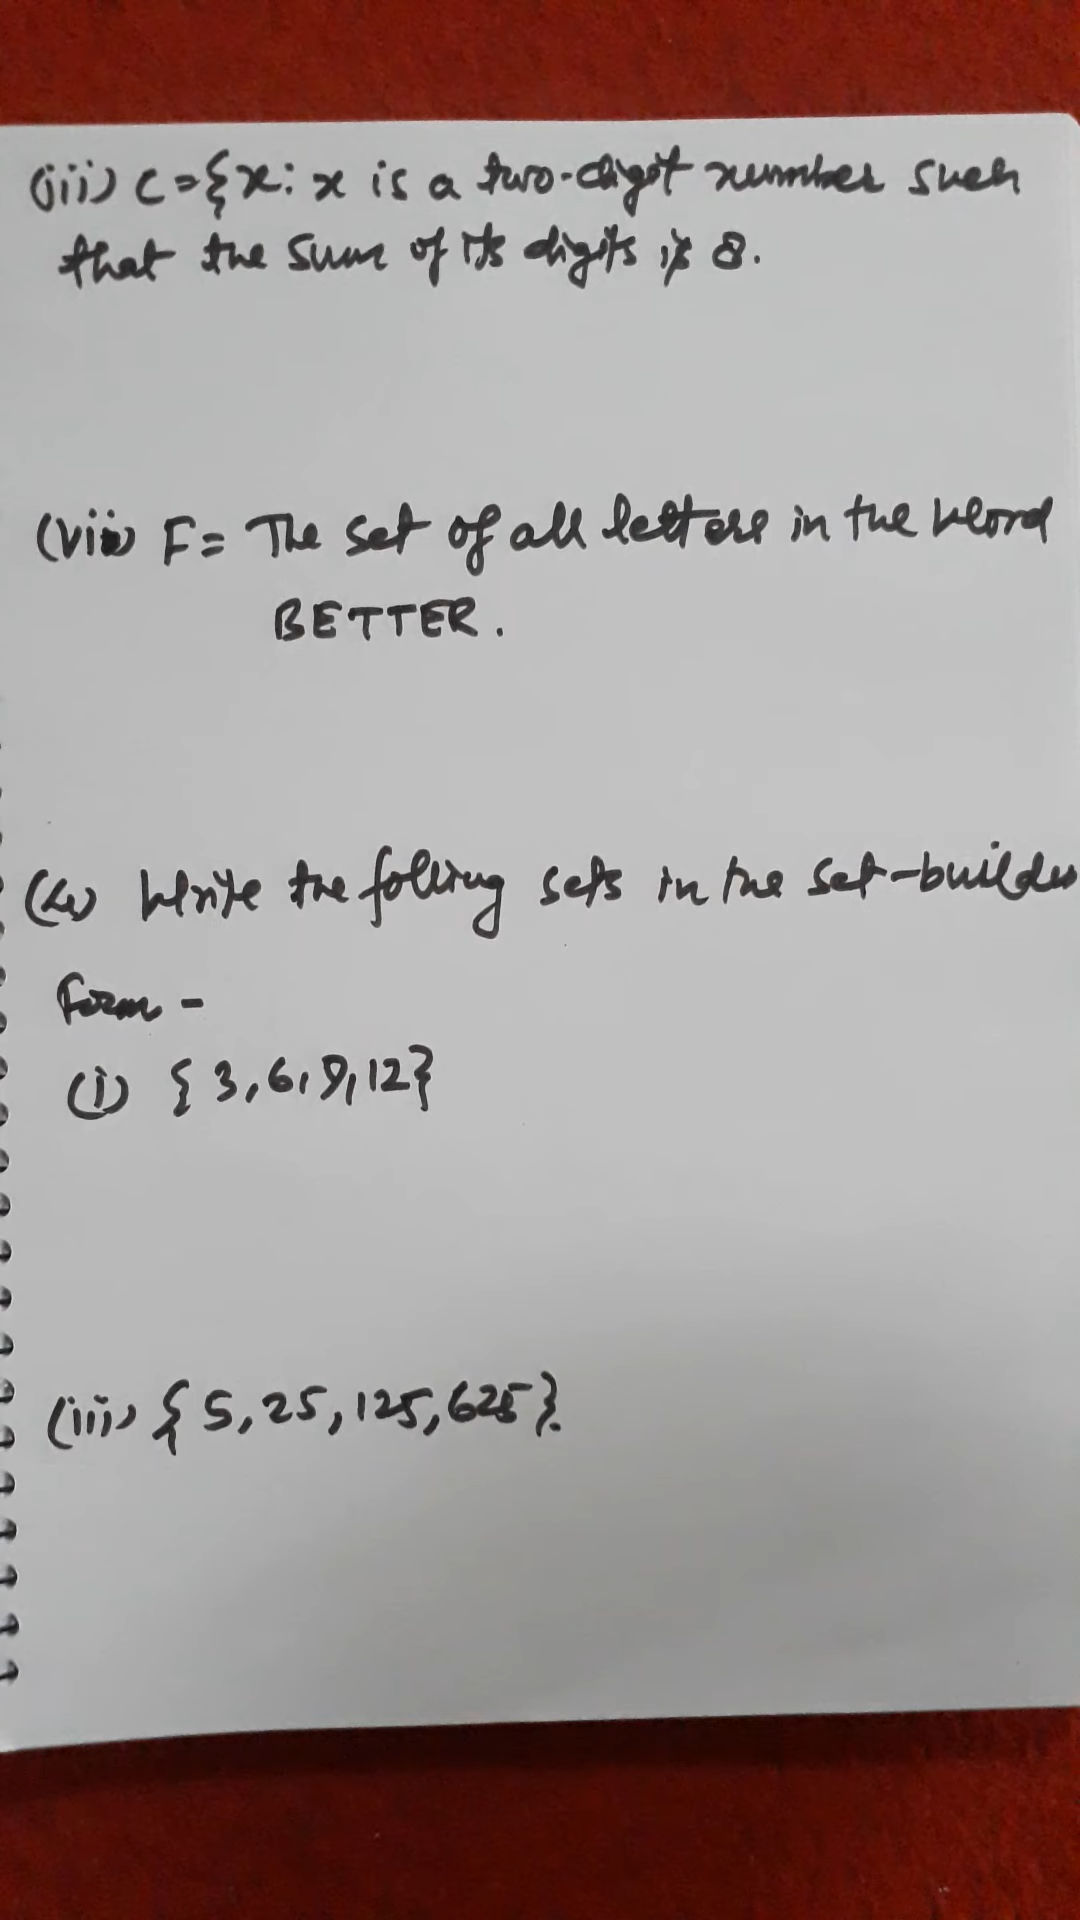 (iii) C={x: x is a two-digit number such
that the sum of its digits is 8.
(vii) F= The set of all letters in the word
BETTER.
Write the folling sets in the set-builder
form -
(i) {3,6,9,12}
(iii) {5,25,125,625}.